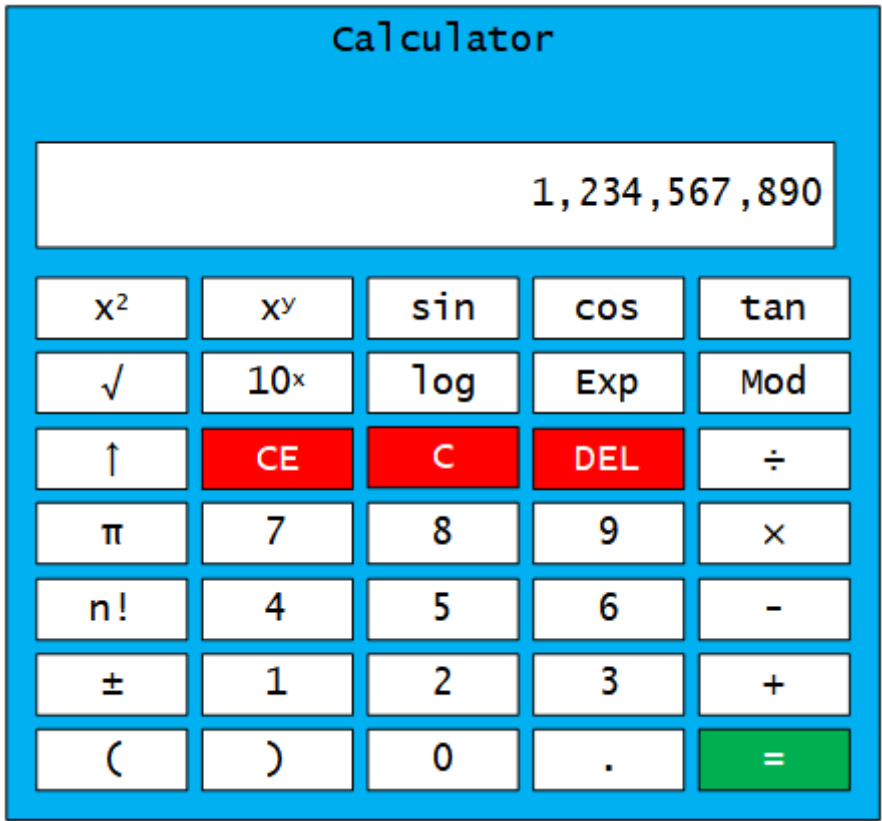 Calculator
1,234,567,890
x² xʸ sin cos tan
√ 10ˣ log Exp Mod
↑ CE C DEL ÷
π 7 8 9 ×
n! 4 5 6 -
± 1 2 3 +
( ) 0 . =